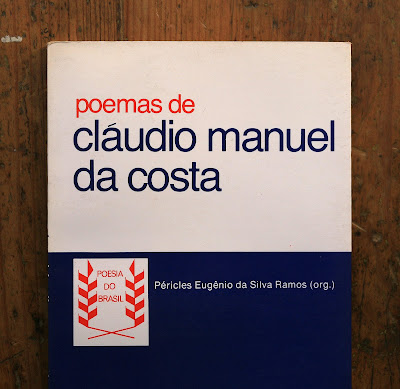 poemas de
cláudio manuel
da costa
POESIA
DO
BRASIL
Péricles Eugênio da Silva Ramos (org.)